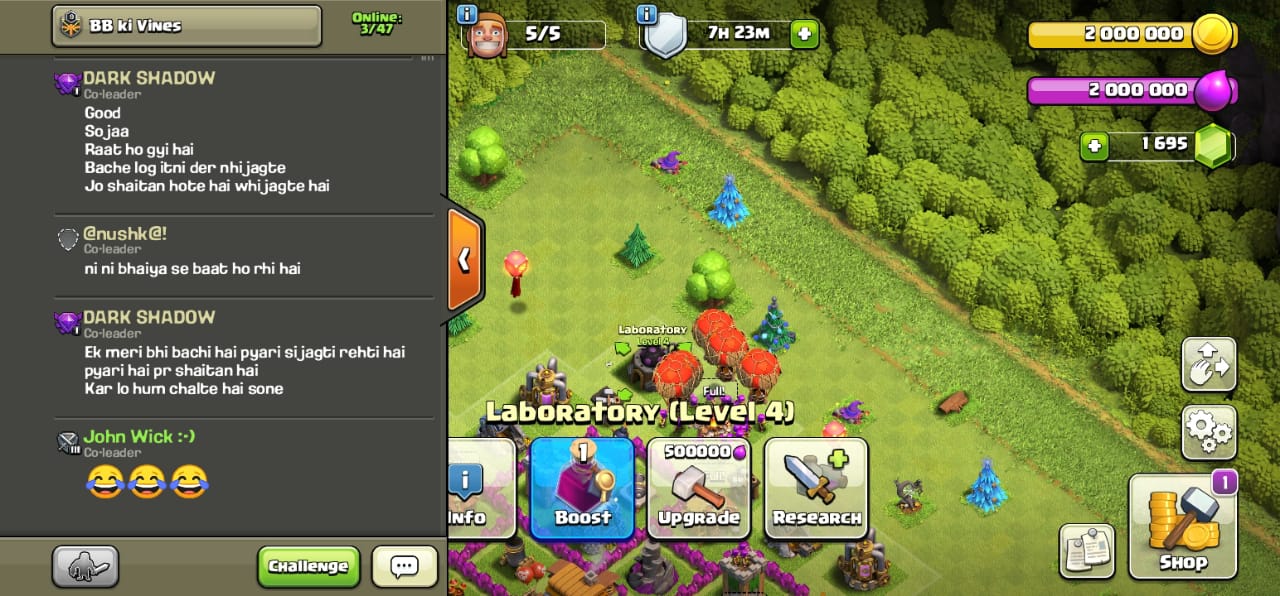 BB ki Vines
Online:
3/47
DARK SHADOW
Co-leader
Good
Sojaa
Raat ho gyi hai
Bache log itni der nhi jagte
Jo shaitan hote hai whi jagte hai
@nushk@!
Co-leader
ni ni bhaiya se baat ho rhi hai
DARK SHADOW
Co-leader
Ek meri bhi bachi hai pyari si jagti rehti hai
pyari hai pr shaitan hai
Kar lo hum chalte hai sone
John Wick :-)
Co-leader
😂😂😂
Challenge
5/5
7H 23M
2 000 000
2 000 000
1 695
Laboratory
Level 4
Full!
Laboratory (Level 4)
Info
1
Boost
500000
Upgrade
Research
1
Shop